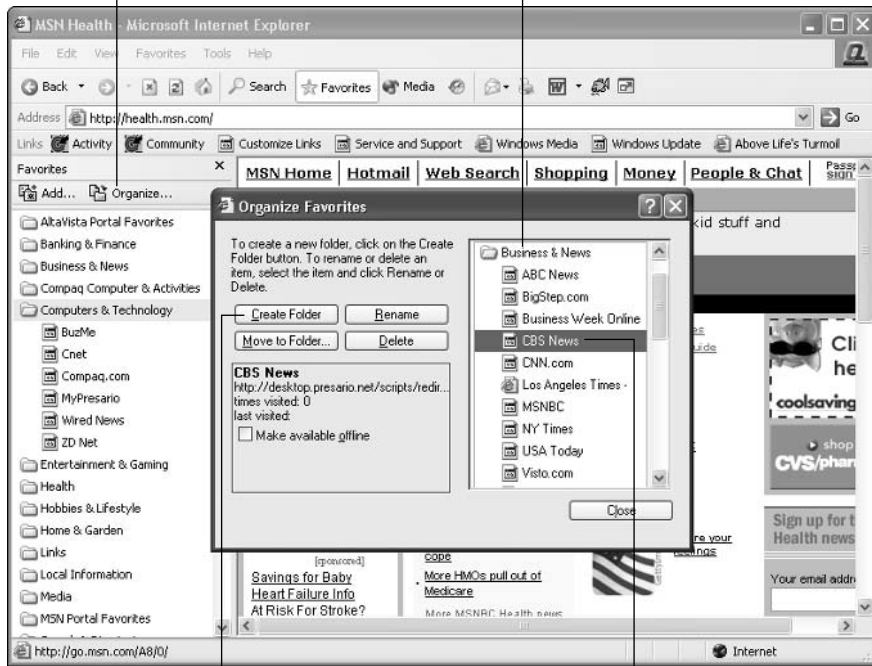 MSN Health - Microsoft Internet Explorer
File Edit View Favorites Tools Help
Back Search Favorites Media
Address http://health.msn.com/ Go
Links Activity Community Customize Links Service and Support Windows Media Windows Update Above Life's Turmoil
Favorites
Add... Organize...
AltaVista Portal Favorites
Banking & Finance
Business & News
Compaq Computer & Activities
Computers & Technology
BuzMe
Cnet
Compaq.com
MyPresario
Wired News
ZD Net
Entertainment & Gaming
Health
Hobbies & Lifestyle
Home & Garden
Links
Local Information
Media
MSN Portal Favorites
MSN Home Hotmail Web Search Shopping Money People & Chat
sign
kid stuff and
Organize Favorites
To create a new folder, click on the Create
Folder button. To rename or delete an
item, select the item and click Rename or
Delete.
Create Folder Rename
Move to Folder... Delete
CBS News
http://desktop.presario.net/scripts/redir...
times visited: 0
last visited:
Make available offline
Business & News
ABC News
BigStep.com
Business Week Online
CBS News
CNN.com
Los Angeles Times -
MSNBC
NY Times
USA Today
Visto.com
Close
Cli
he
coolsaving
shop
CVS/pharm
Sign up for t
Health news
Your email addre
re your
[sponsored]
Savings for Baby
Heart Failure Info
At Risk For Stroke?
cope
More HMOs pull out of
Medicare
More MSNBC Health news
http://go.msn.com/A8/0/ Internet